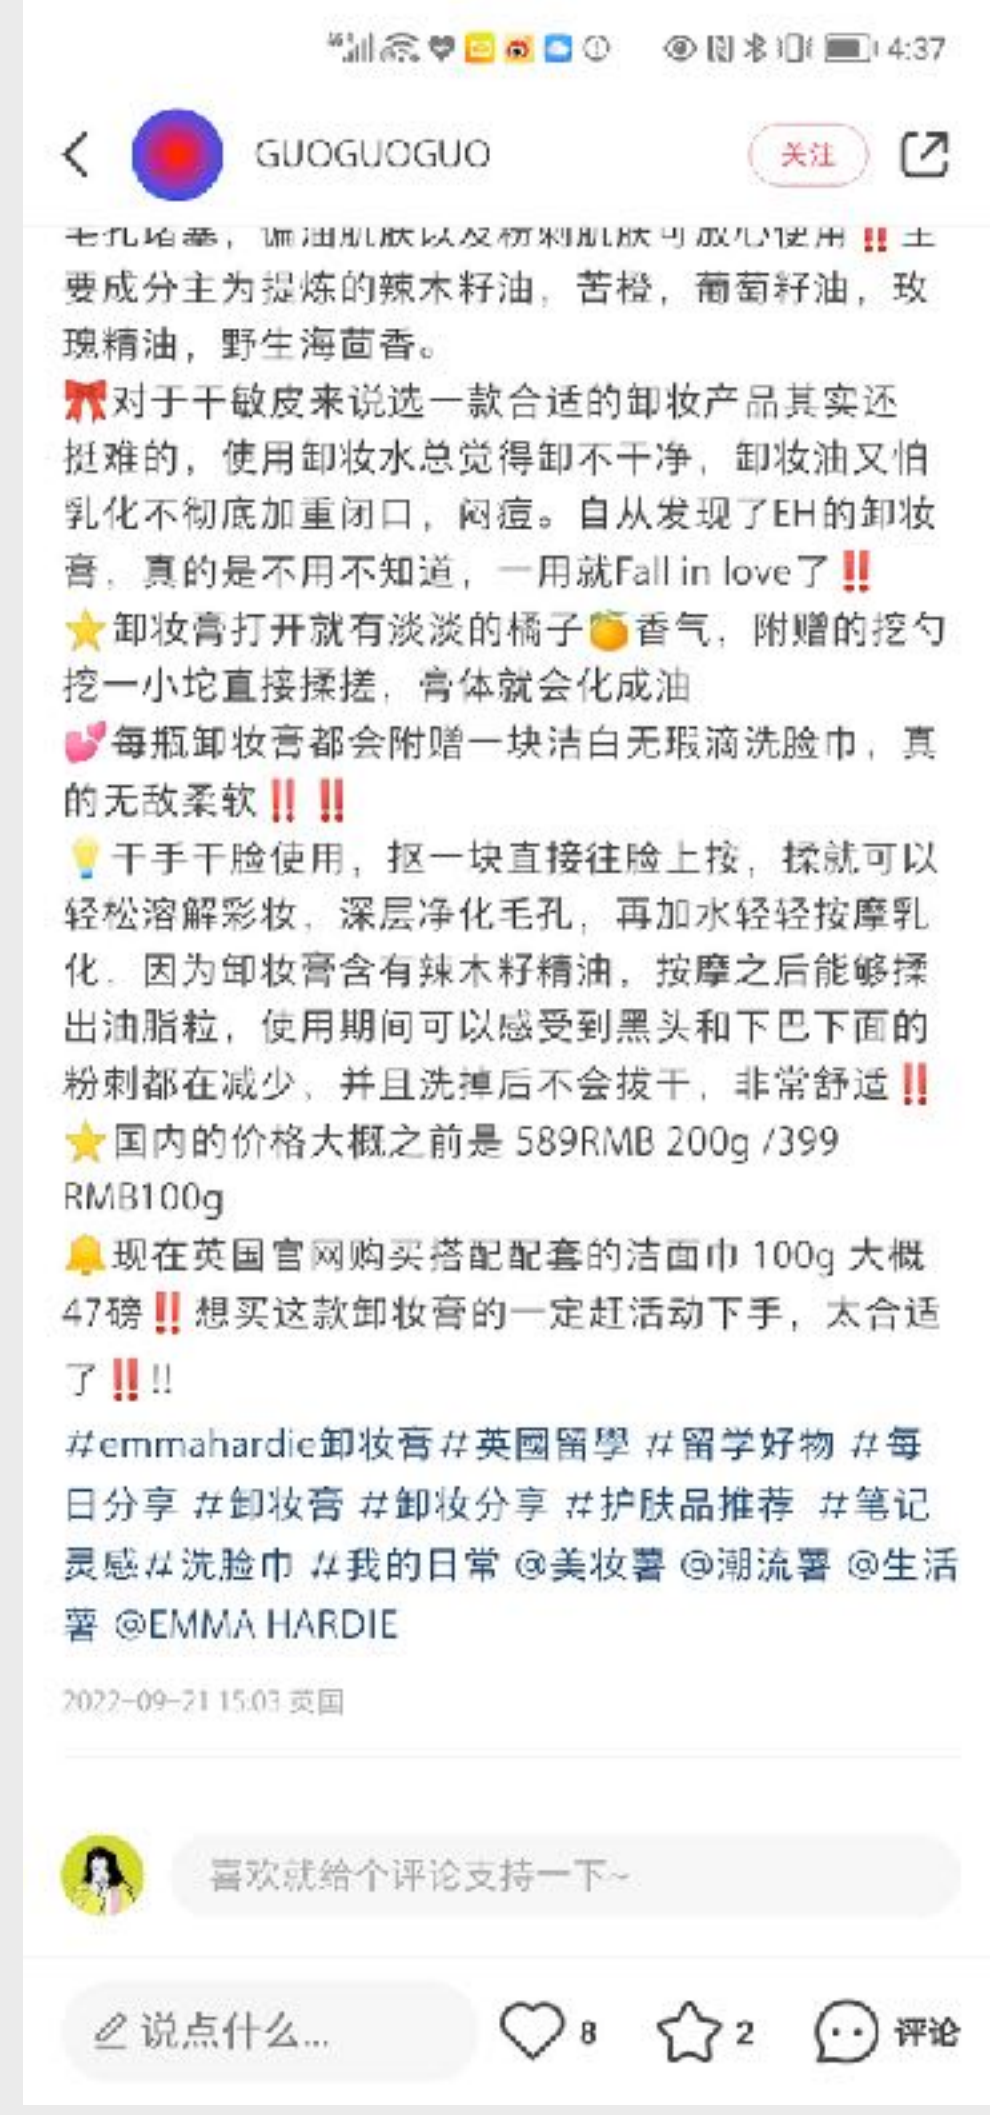 4:37
GUOGUOGUO
关注
毛孔堵塞，偏油肌肤以及粉刺肌肤可放心使用‼️主
要成分主为提炼的辣木籽油，苦橙，葡萄籽油，玫
瑰精油，野生海茴香。
🎀对于干敏皮来说选一款合适的卸妆产品其实还
挺难的，使用卸妆水总觉得卸不干净，卸妆油又怕
乳化不彻底加重闭口，闷痘。自从发现了EH的卸妆
膏，真的是不用不知道，一用就Fall in love了‼️
⭐卸妆膏打开就有淡淡的橘子🍊香气，附赠的挖勺
挖一小坨直接揉搓，膏体就会化成油
💕每瓶卸妆膏都会附赠一块洁白无瑕滴洗脸巾，真
的无敌柔软‼️‼️
💡干手干脸使用，抠一块直接往脸上按，揉就可以
轻松溶解彩妆，深层净化毛孔，再加水轻轻按摩乳
化．因为卸妆膏含有辣木籽精油，按摩之后能够揉
出油脂粒，使用期间可以感受到黑头和下巴下面的
粉刺都在减少，并且洗掉后不会拔干，非常舒适‼️
⭐国内的价格大概之前是 589RMB 200g /399
RMB100g
🔔现在英国官网购买搭配配套的洁面巾 100g 大概
47磅‼️想买这款卸妆膏的一定赶活动下手，太合适
了‼️!!
#emmahardie卸妆膏#英國留學 #留学好物 #每
日分享 #卸妆膏 #卸妆分享 #护肤品推荐 #笔记
灵感#洗脸巾 #我的日常 @美妆薯 @潮流薯 @生活
薯 @EMMA HARDIE
2022-09-21 15:03 英国
喜欢就给个评论支持一下~
说点什么... 8 2 评论